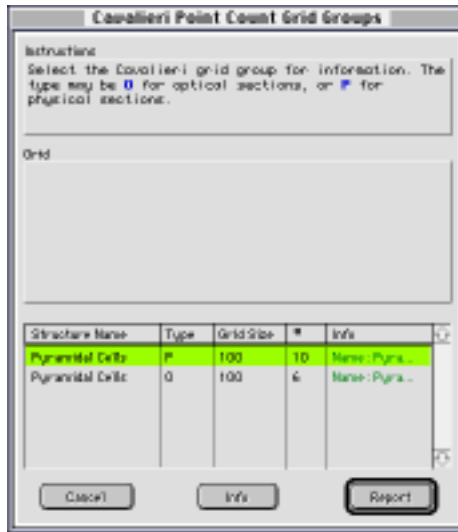 Cavalieri Point Count Grid Groups
Instructions
Select the Cavalieri grid group for information. The
type may be O for optical sections, or P for
physical sections.
Grid
Structure Name Type Grid Size # Info
Pyramidal Cells P 100 10 Name:Pyra...
Pyramidal Cells O 100 6 Name:Pyra...
Cancel Info Report